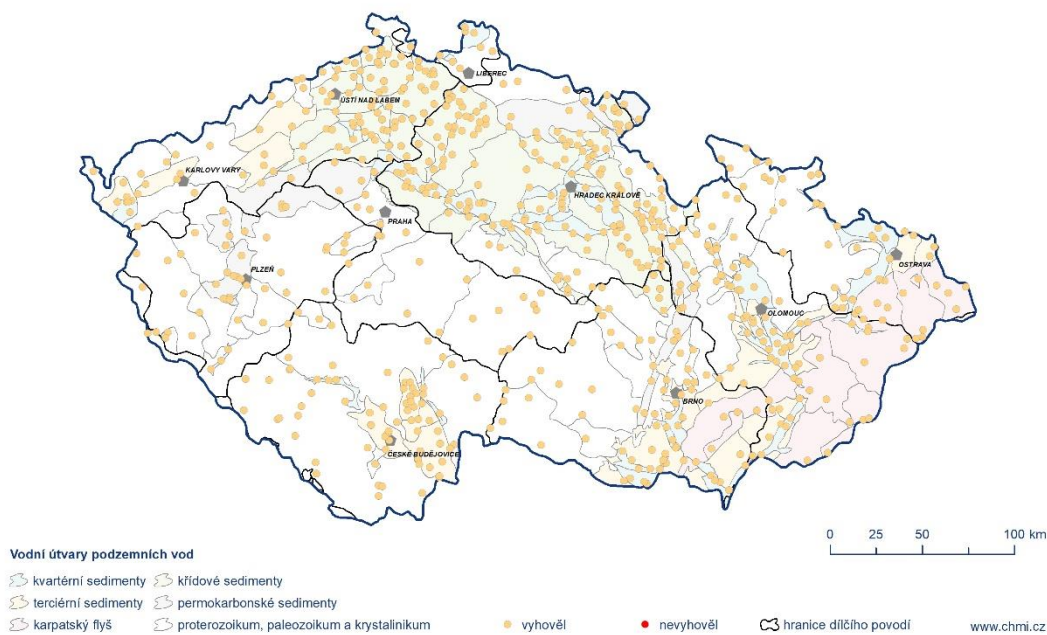 LIBEREC
ÚSTÍ NAD LABEM
KARLOVY VARY
HRADEC KRÁLOVÉ
PRAHA
PLZEŇ
OSTRAVA
OLOMOUC
BRNO
ČESKÉ BUDĚJOVICE
0 25 50 100 km
Vodní útvary podzemních vod
kvartérní sedimenty křídové sedimenty
terciérní sedimenty permokarbonské sedimenty
karpatský flyš proterozoikum, paleozoikum a krystalinikum vyhověl nevyhověl hranice dílčího povodí www.chmi.cz